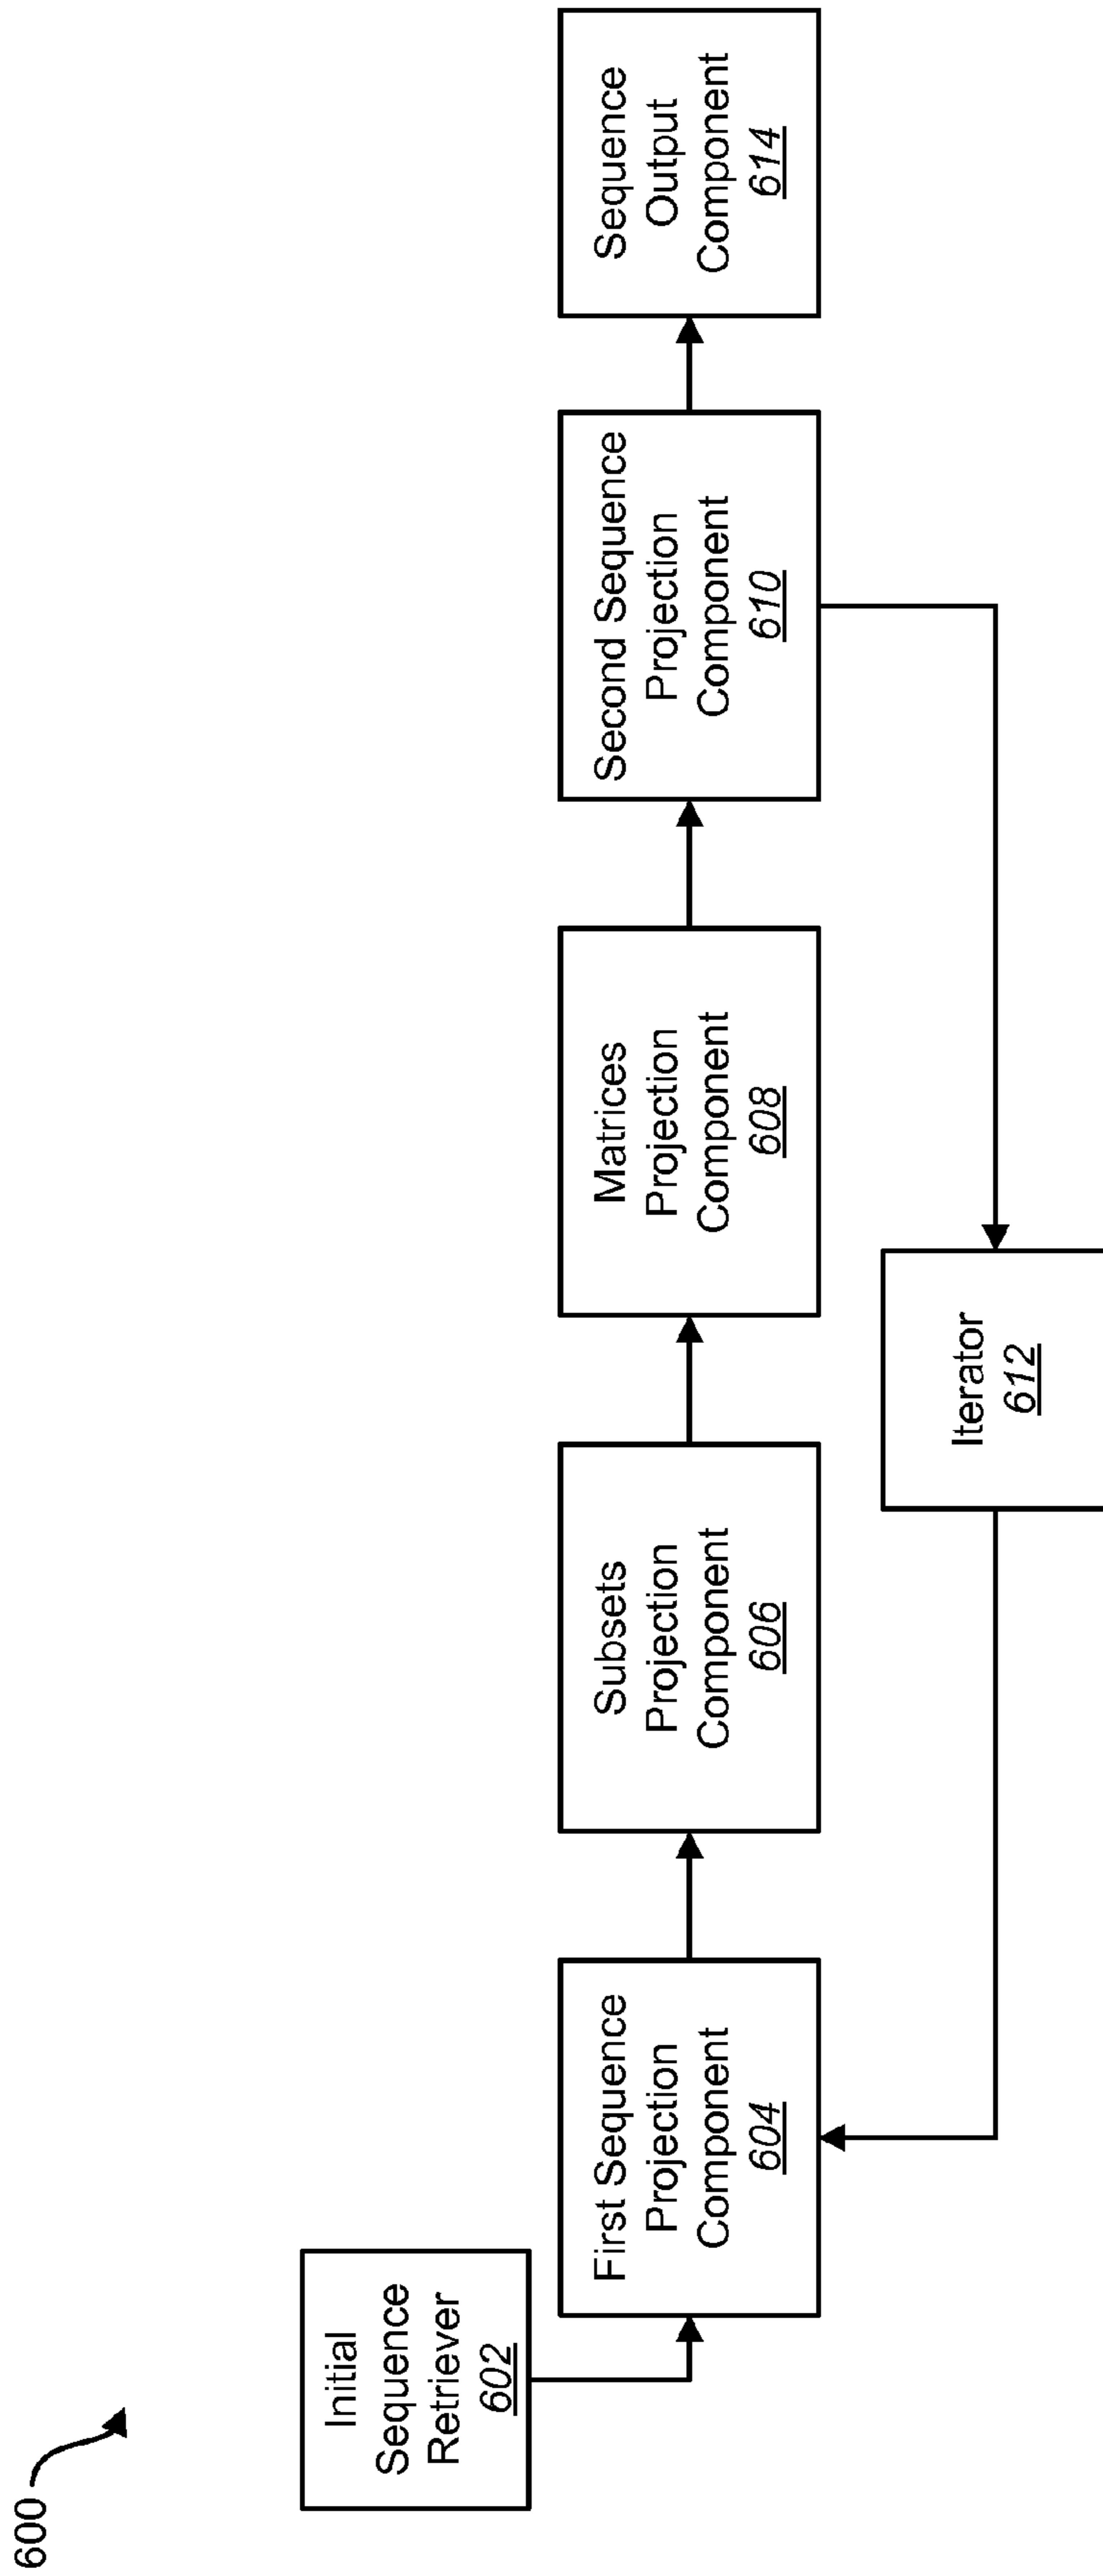 600
Initial
Sequence
Retriever
602
First Sequence
Projection
Component
604
Subsets
Projection
Component
606
Matrices
Projection
Component
608
Second Sequence
Projection
Component
610
Sequence
Output
Component
614
Iterator
612